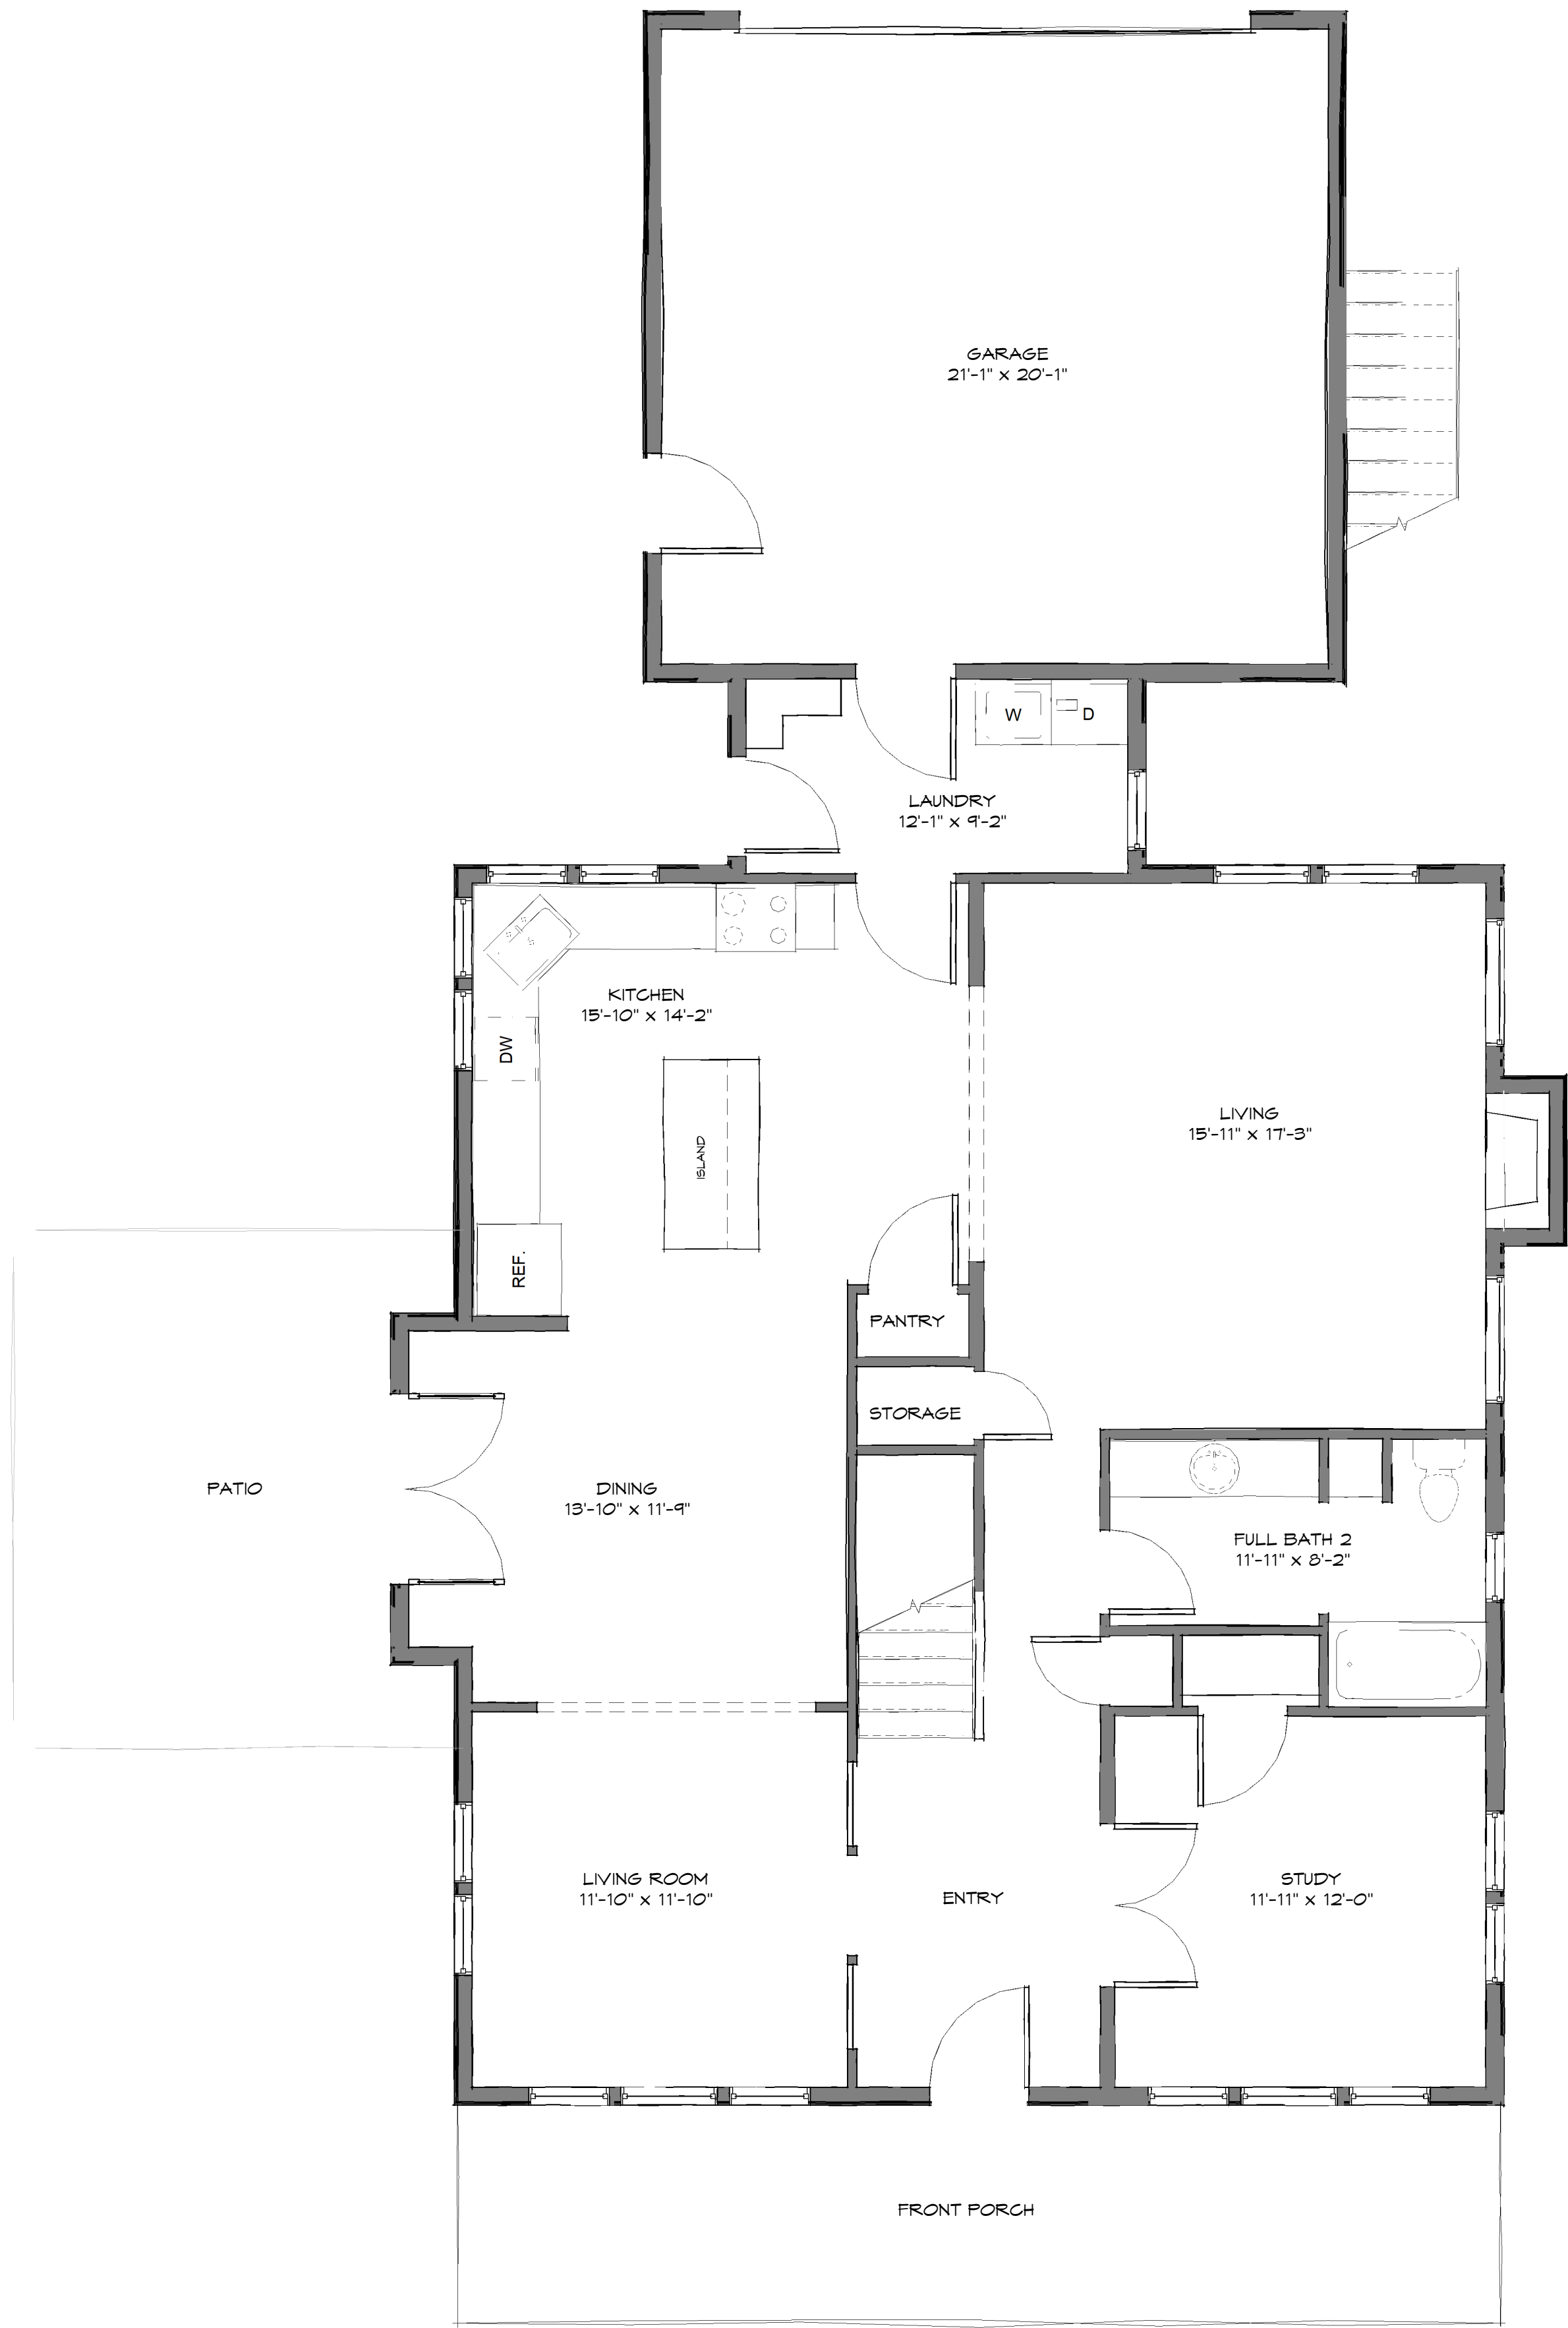 GARAGE
21'-1" x 20'-1"
W
D
LAUNDRY
12'-1" x 9'-2"
KITCHEN
15'-10" x 14'-2"
DW
ISLAND
REF.
LIVING
15'-11" x 17'-3"
PANTRY
STORAGE
PATIO
DINING
13'-10" x 11'-9"
FULL BATH 2
11'-11" x 8'-2"
LIVING ROOM
11'-10" x 11'-10"
ENTRY
STUDY
11'-11" x 12'-0"
FRONT PORCH